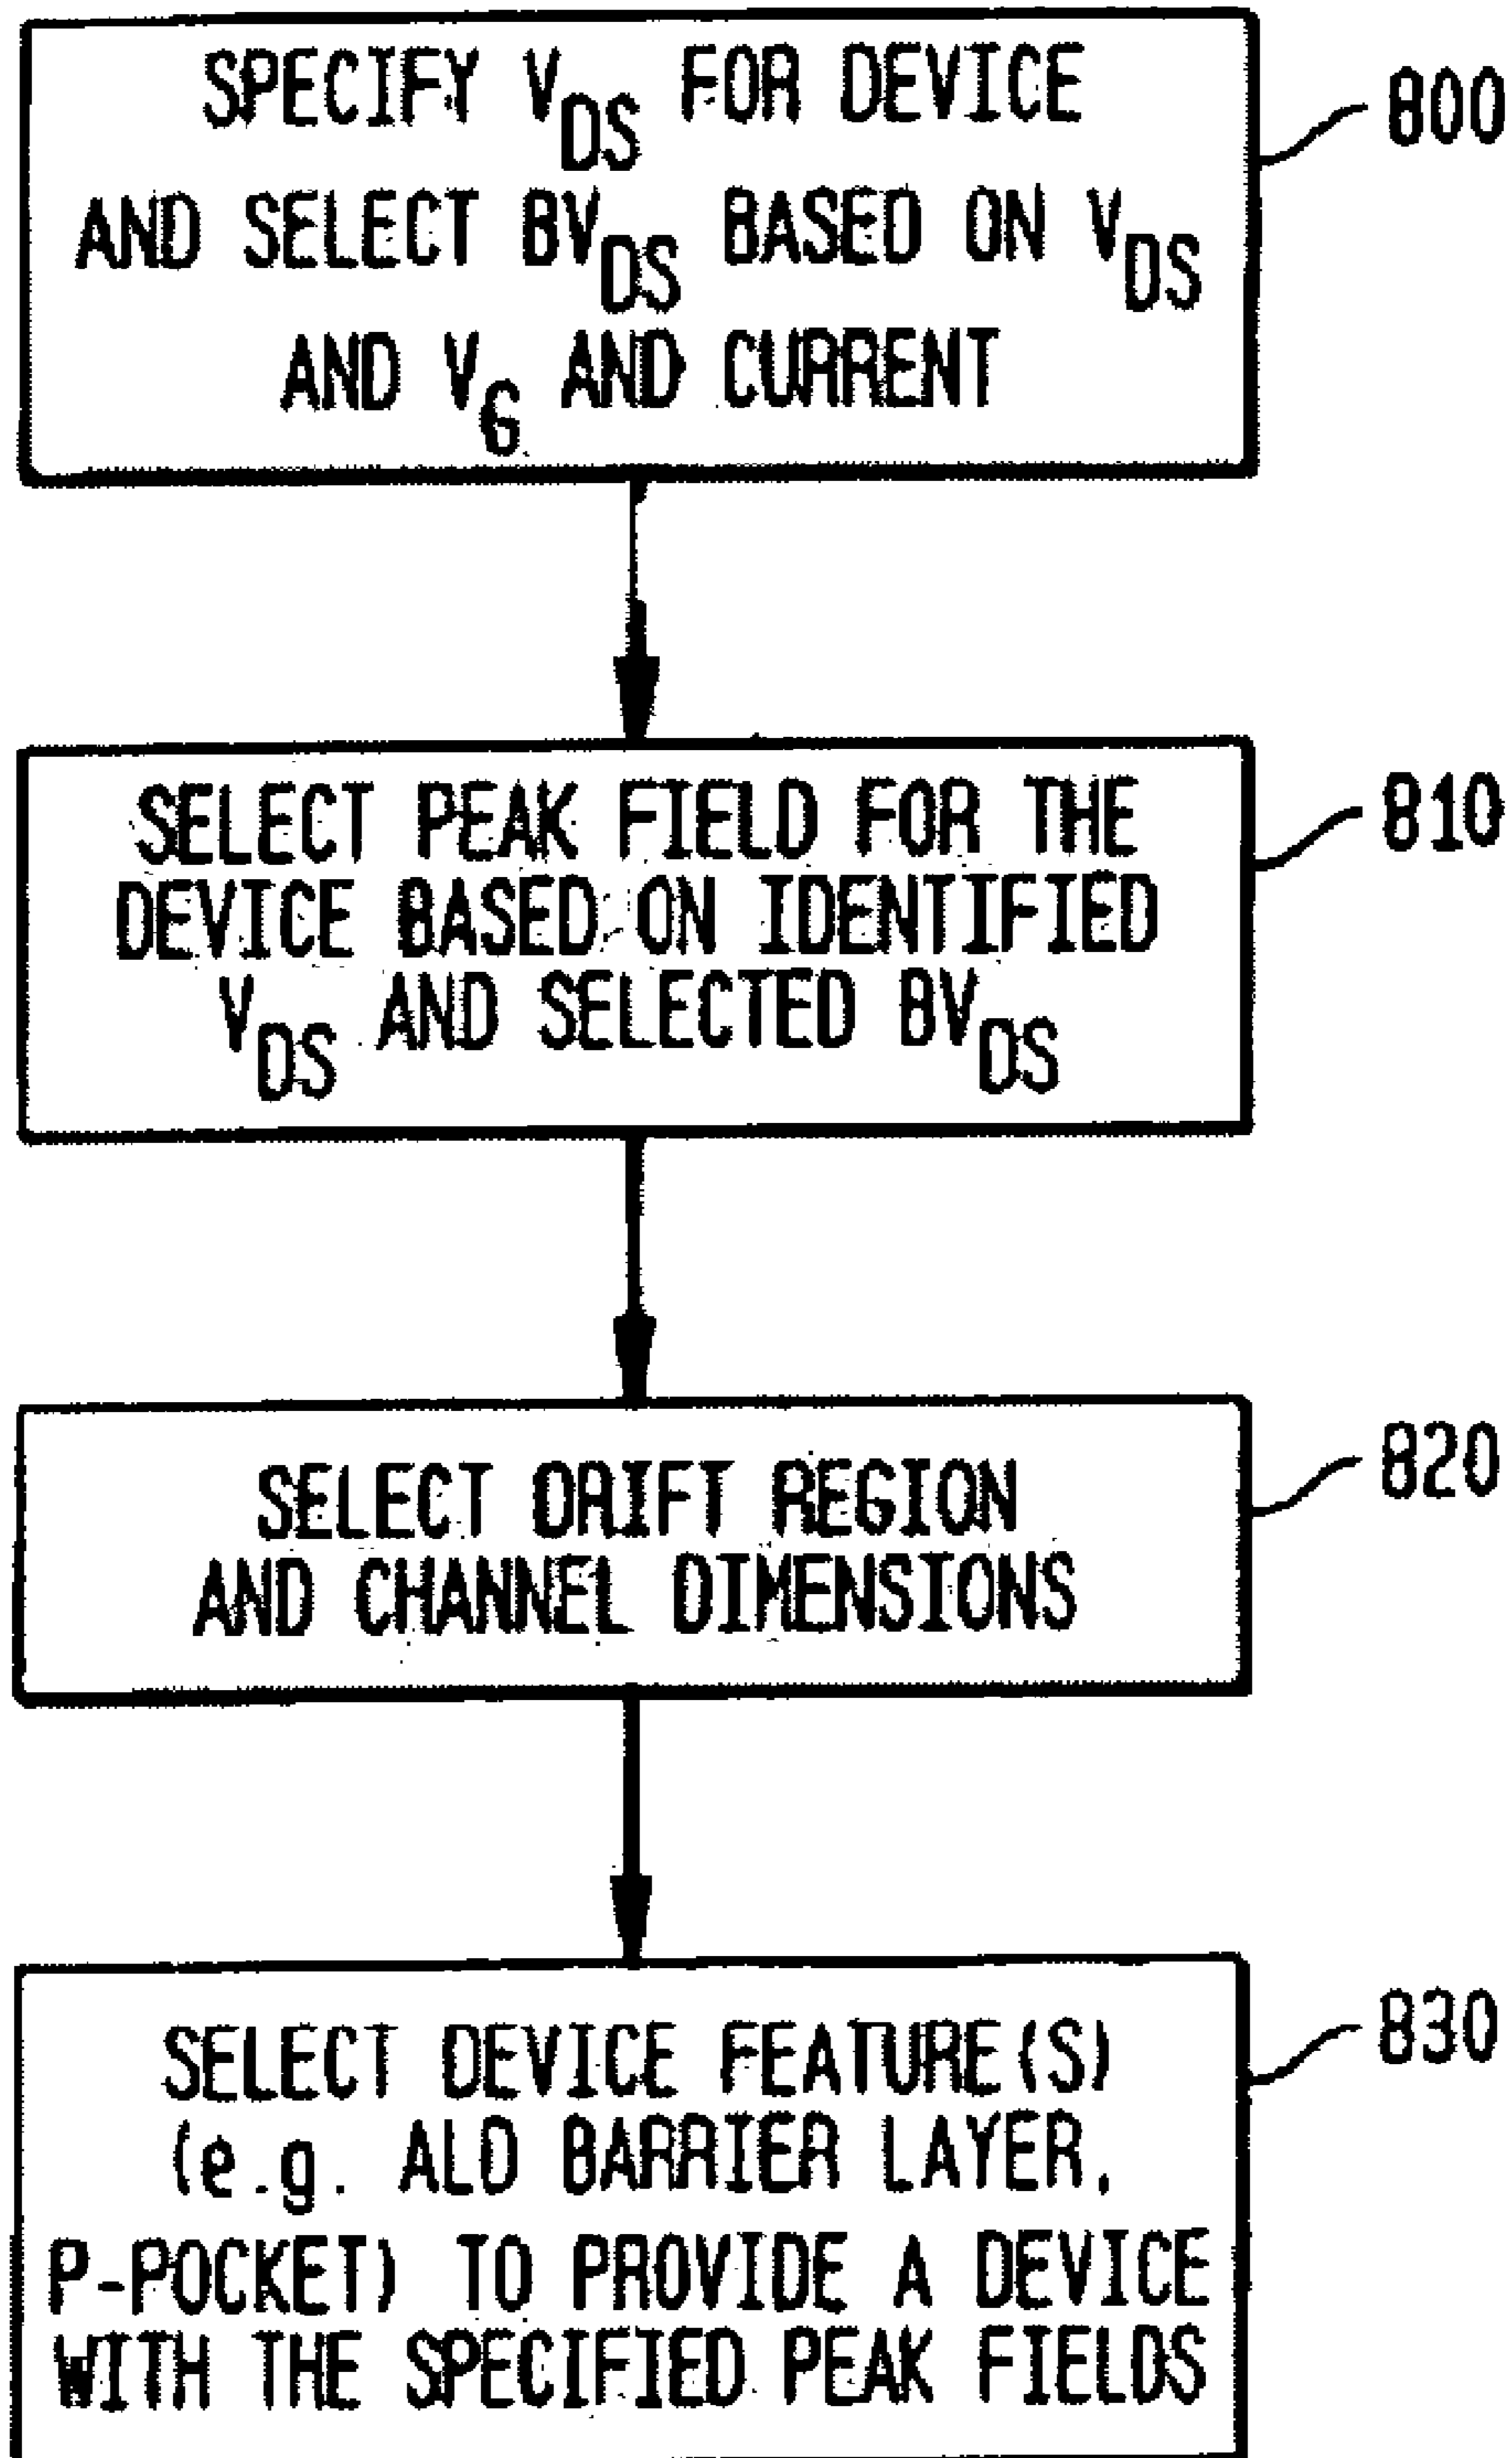 SPECIFY V_DS FOR DEVICE
AND SELECT BV_DS BASED ON V_DS
AND V_G AND CURRENT
800
SELECT PEAK FIELD FOR THE
DEVICE BASED ON IDENTIFIED
V_DS AND SELECTED BV_DS
810
SELECT DRIFT REGION
AND CHANNEL DIMENSIONS
820
SELECT DEVICE FEATURE(S)
(e.g. ALD BARRIER LAYER,
P-POCKET) TO PROVIDE A DEVICE
WITH THE SPECIFIED PEAK FIELDS
830